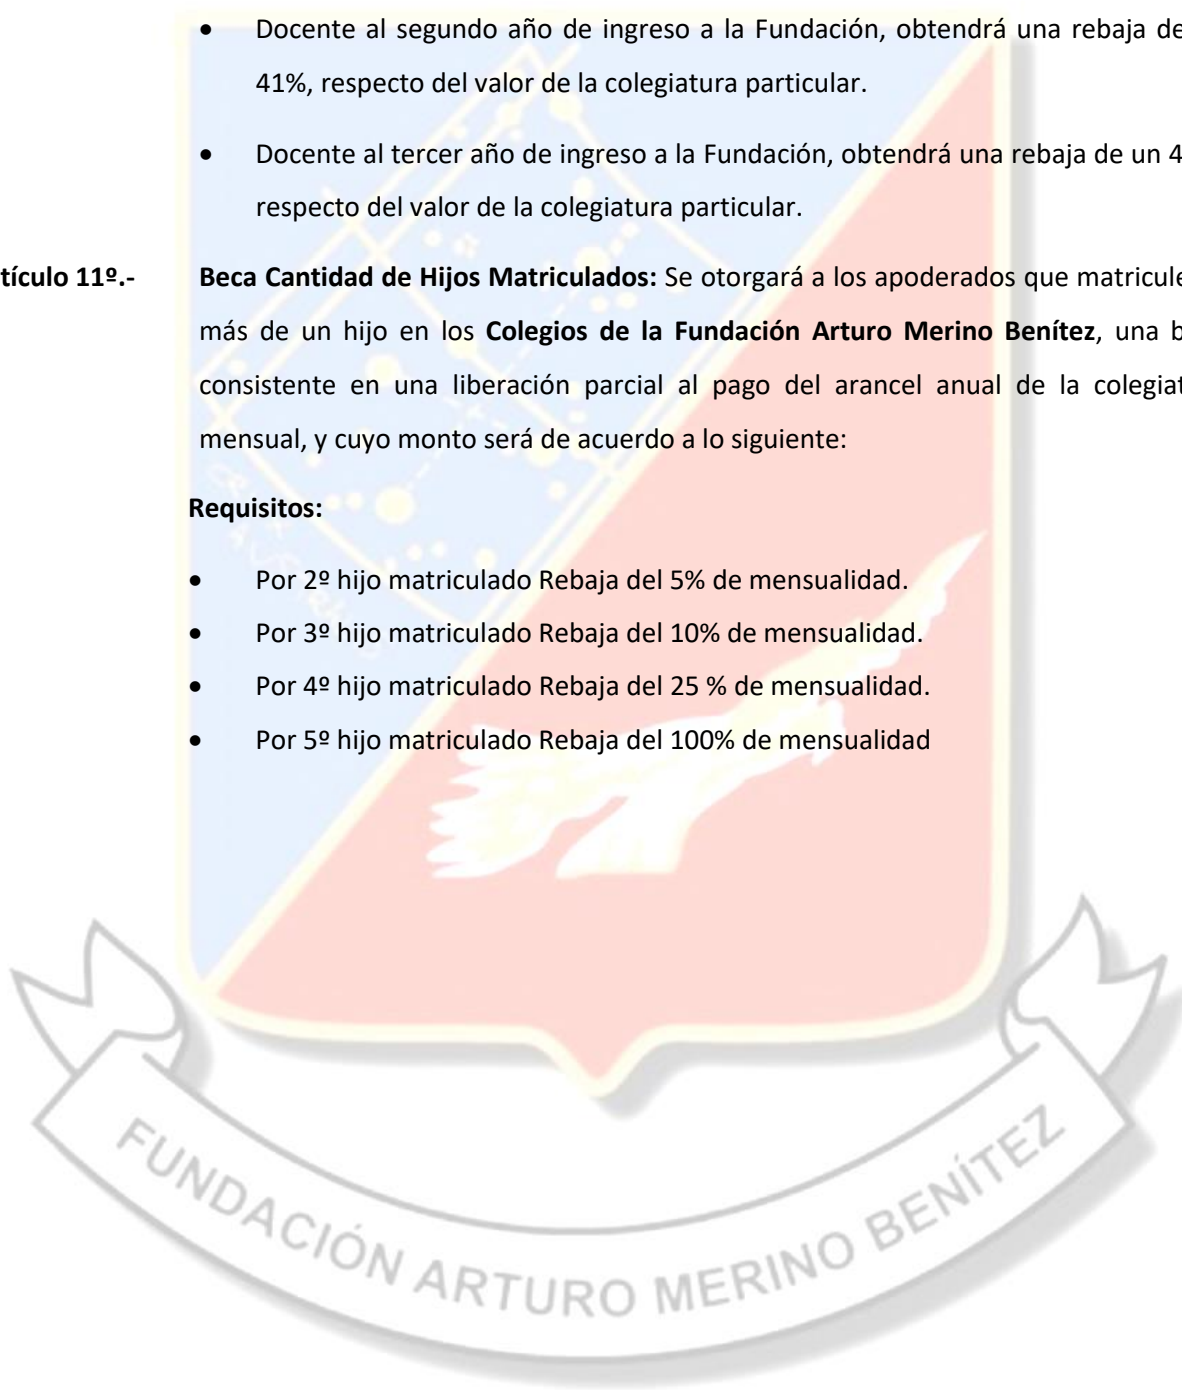 • Docente al segundo año de ingreso a la Fundación, obtendrá una rebaja de
41%, respecto del valor de la colegiatura particular.
• Docente al tercer año de ingreso a la Fundación, obtendrá una rebaja de un 4
respecto del valor de la colegiatura particular.
tículo 11º.- Beca Cantidad de Hijos Matriculados: Se otorgará a los apoderados que matricule
más de un hijo en los Colegios de la Fundación Arturo Merino Benítez, una b
consistente en una liberación parcial al pago del arancel anual de la colegiat
mensual, y cuyo monto será de acuerdo a lo siguiente:
Requisitos:
• Por 2º hijo matriculado Rebaja del 5% de mensualidad.
• Por 3º hijo matriculado Rebaja del 10% de mensualidad.
• Por 4º hijo matriculado Rebaja del 25 % de mensualidad.
• Por 5º hijo matriculado Rebaja del 100% de mensualidad
FUNDACIÓN ARTURO MERINO BENÍTEZ